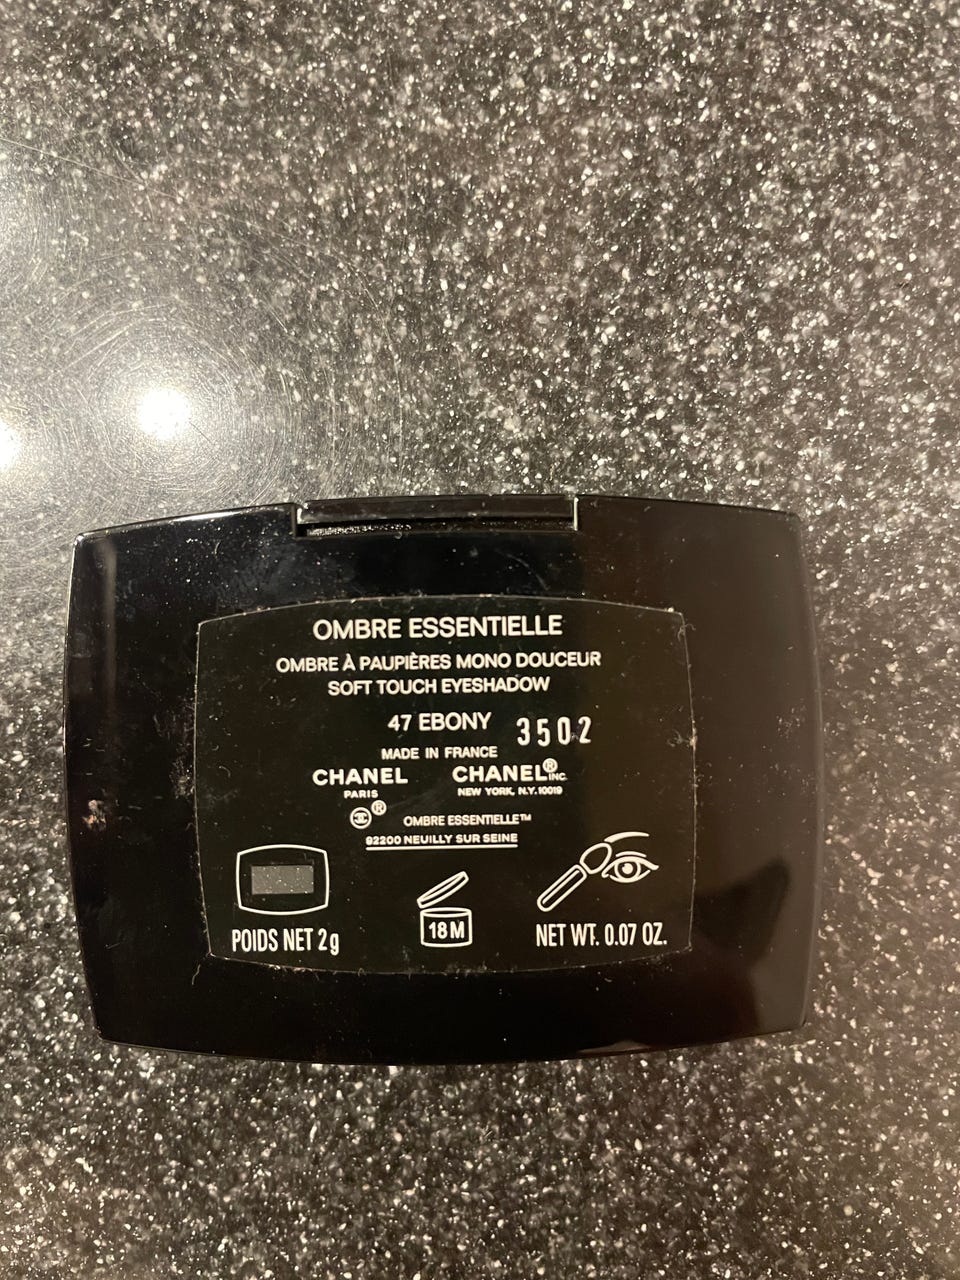 OMBRE ESSENTIELLE
OMBRE À PAUPIÈRES MONO DOUCEUR
SOFT TOUCH EYESHADOW
47 EBONY 3502
MADE IN FRANCE
CHANEL CHANEL® INC.
PARIS NEW YORK, N.Y. 10019
® OMBRE ESSENTIELLE™
92200 NEUILLY SUR SEINE
18 M
POIDS NET 2g NET WT. 0.07 OZ.